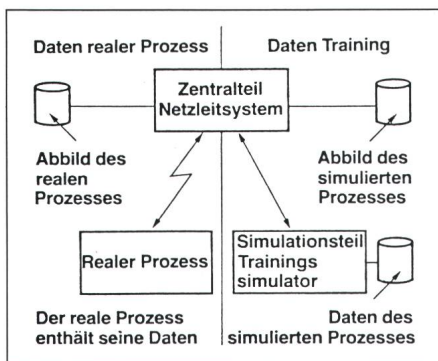 Daten realer Prozess
Daten Training
Zentralteil
Netzleitsystem
Abbild des
realen
Prozesses
Abbild des
simulierten
Prozesses
Realer Prozess
Simulationsteil
Trainings
simulator
Der reale Prozess
enthält seine Daten
Daten des
simulierten Prozesses